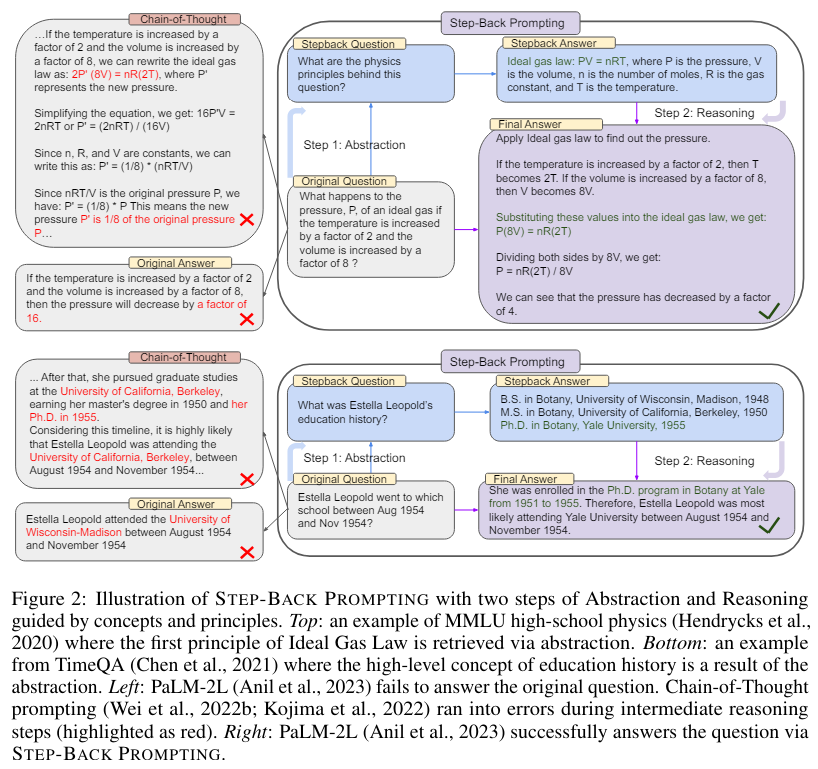 Chain-of-Thought
…If the temperature is increased by a
factor of 2 and the volume is increased by
a factor of 8, we can rewrite the ideal gas
law as: 2P' (8V) = nR(2T), where P'
represents the new pressure.
Simplifying the equation, we get: 16P'V =
2nRT or P' = (2nRT) / (16V)
Since n, R, and V are constants, we can
write this as: P' = (1/8) * (nRT/V)
Since nRT/V is the original pressure P, we
have: P' = (1/8) * P This means the new
pressure P' is 1/8 of the original pressure
P…
Original Answer
If the temperature is increased by a factor of 2
and the volume is increased by a factor of 8,
then the pressure will decrease by a factor of
16.
Step-Back Prompting
Stepback Question
What are the physics
principles behind this
question?
Stepback Answer
Ideal gas law: PV = nRT, where P is the pressure, V
is the volume, n is the number of moles, R is the gas
constant, and T is the temperature.
Step 1: Abstraction
Step 2: Reasoning
Original Question
What happens to the
pressure, P, of an ideal gas if
the temperature is increased
by a factor of 2 and the
volume is increased by a
factor of 8 ?
Final Answer
Apply Ideal gas law to find out the pressure.
If the temperature is increased by a factor of 2, then T
becomes 2T. If the volume is increased by a factor of 8,
then V becomes 8V.
Substituting these values into the ideal gas law, we get:
P(8V) = nR(2T)
Dividing both sides by 8V, we get:
P = nR(2T) / 8V
We can see that the pressure has decreased by a factor
of 4.
Chain-of-Thought
... After that, she pursued graduate studies
at the University of California, Berkeley,
earning her master's degree in 1950 and her
Ph.D. in 1955.
Considering this timeline, it is highly likely
that Estella Leopold was attending the
University of California, Berkeley, between
August 1954 and November 1954...
Original Answer
Estella Leopold attended the University of
Wisconsin-Madison between August 1954
and November 1954
Step-Back Prompting
Stepback Question
What was Estella Leopold's
education history?
Stepback Answer
B.S. in Botany, University of Wisconsin, Madison, 1948
M.S. in Botany, University of California, Berkeley, 1950
Ph.D. in Botany, Yale University, 1955
Step 1: Abstraction
Step 2: Reasoning
Original Question
Estella Leopold went to which
school between Aug 1954
and Nov 1954?
Final Answer
She was enrolled in the Ph.D. program in Botany at Yale
from 1951 to 1955. Therefore, Estella Leopold was most
likely attending Yale University between August 1954 and
November 1954.
Figure 2: Illustration of STEP-BACK PROMPTING with two steps of Abstraction and Reasoning
guided by concepts and principles. Top: an example of MMLU high-school physics (Hendrycks et al.,
2020) where the first principle of Ideal Gas Law is retrieved via abstraction. Bottom: an example
from TimeQA (Chen et al., 2021) where the high-level concept of education history is a result of the
abstraction. Left: PaLM-2L (Anil et al., 2023) fails to answer the original question. Chain-of-Thought
prompting (Wei et al., 2022b; Kojima et al., 2022) ran into errors during intermediate reasoning
steps (highlighted as red). Right: PaLM-2L (Anil et al., 2023) successfully answers the question via
STEP-BACK PROMPTING.